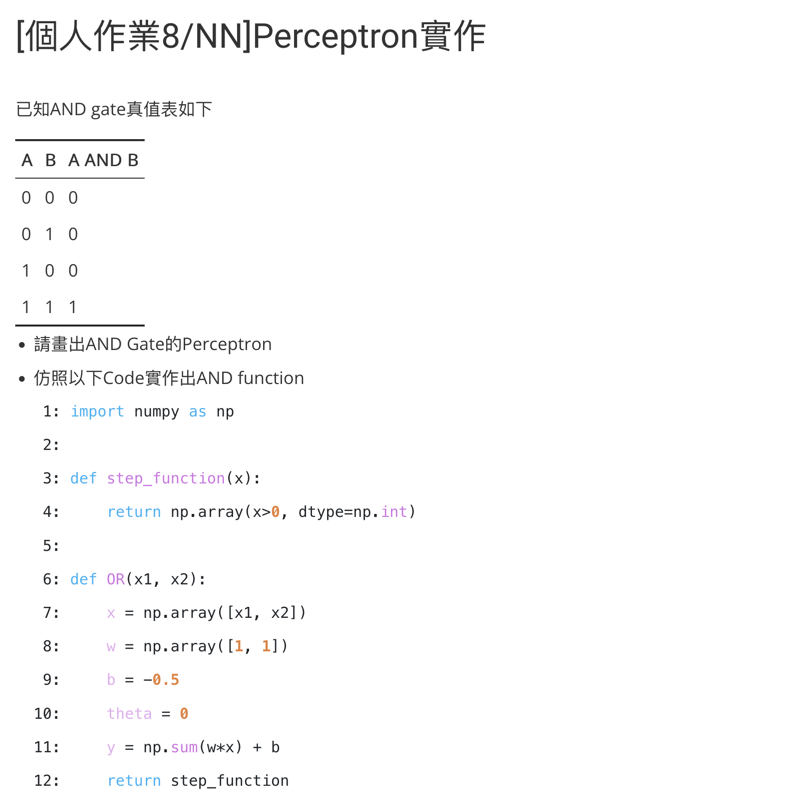 [個人作業8/NN]Perceptron實作
已知AND gate真值表如下
A B A AND B
0 0 0
0 1 0
1 0 0
1 1 1
• 請畫出AND Gate的Perceptron
• 仿照以下Code實作出AND function
1: import numpy as np
2:
3: def step_function(x):
4:     return np.array(x>0, dtype=np.int)
5:
6: def OR(x1, x2):
7:     x = np.array([x1, x2])
8:     w = np.array([1, 1])
9:     b = -0.5
10:     theta = 0
11:     y = np.sum(w*x) + b
12:     return step_function